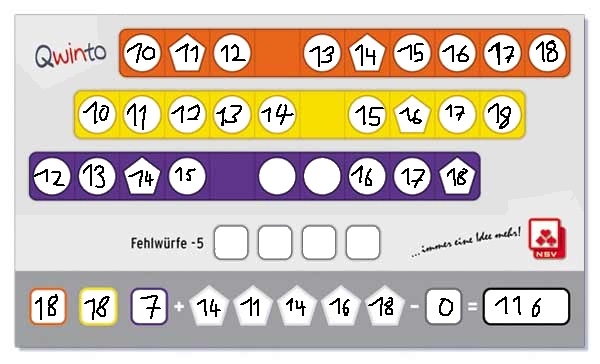 Qwinto 10 11 12 13 14 15 16 17 18
10 11 12 13 14 15 16 17 18
12 13 14 15 16 17 18
Fehlwürfe -5 ...immer eine Idee mehr! NSV
18 18 7 + 14 11 14 16 18 - 0 = 116